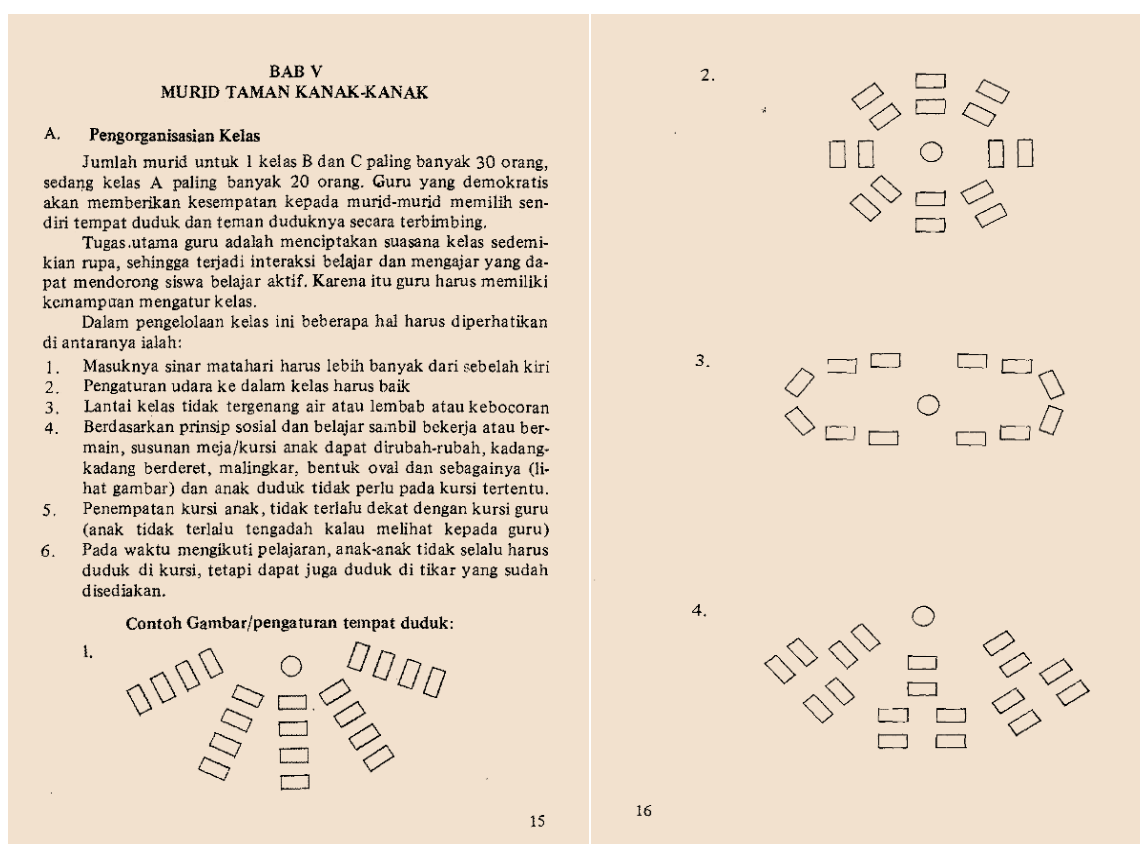 BAB V
MURID TAMAN KANAK-KANAK
A. Pengorganisasian Kelas
Jumlah murid untuk 1 kelas B dan C paling banyak 30 orang,
sedang kelas A paling banyak 20 orang. Guru yang demokratis
akan memberikan kesempatan kepada murid-murid memilih sen-
diri tempat duduk dan teman duduknya secara terbimbing.
Tugas utama guru adalah menciptakan suasana kelas sedemi-
kian rupa, sehingga terjadi interaksi belajar dan mengajar yang da-
pat mendorong siswa belajar aktif. Karena itu guru harus memiliki
kemampuan mengatur kelas.
Dalam pengelolaan kelas ini beberapa hal harus diperhatikan
di antaranya ialah:
1. Masuknya sinar matahari harus lebih banyak dari sebelah kiri
2. Pengaturan udara ke dalam kelas harus baik
3. Lantai kelas tidak tergenang air atau lembab atau kebocoran
4. Berdasarkan prinsip sosial dan belajar sambil bekerja atau ber-
main, susunan meja/kursi anak dapat dirubah-rubah, kadang-
kadang berderet, malingkar, bentuk oval dan sebagainya (li-
hat gambar) dan anak duduk tidak perlu pada kursi tertentu.
5. Penempatan kursi anak, tidak terlalu dekat dengan kursi guru
(anak tidak terlalu tengadah kalau melihat kepada guru)
6. Pada waktu mengikuti pelajaran, anak-anak tidak selalu harus
duduk di kursi, tetapi dapat juga duduk di tikar yang sudah
disediakan.
Contoh Gambar/pengaturan tempat duduk:
1.
15
2.
3.
4.
16